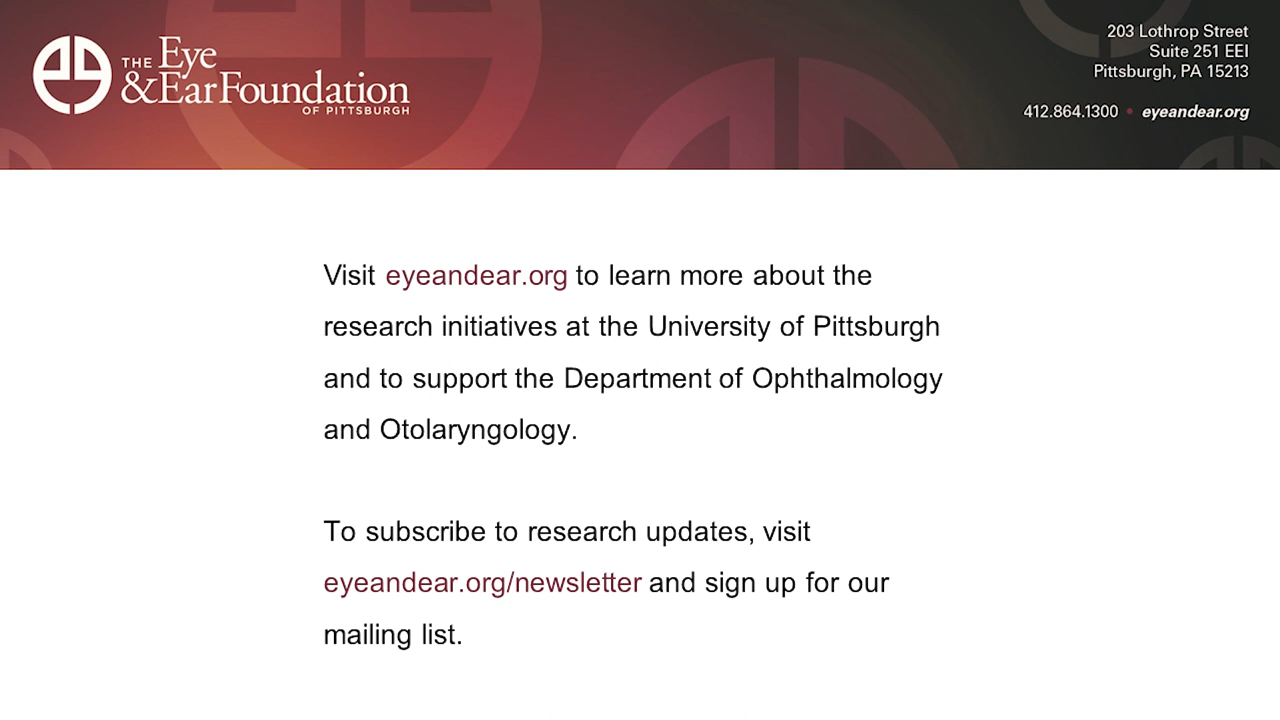 THE Eye
&Ear Foundation
OF PITTSBURGH
203 Lothrop Street
Suite 251 EEI
Pittsburgh, PA 15213
412.864.1300 • eyeandear.org
Visit eyeandear.org to learn more about the
research initiatives at the University of Pittsburgh
and to support the Department of Ophthalmology
and Otolaryngology.
To subscribe to research updates, visit
eyeandear.org/newsletter and sign up for our
mailing list.